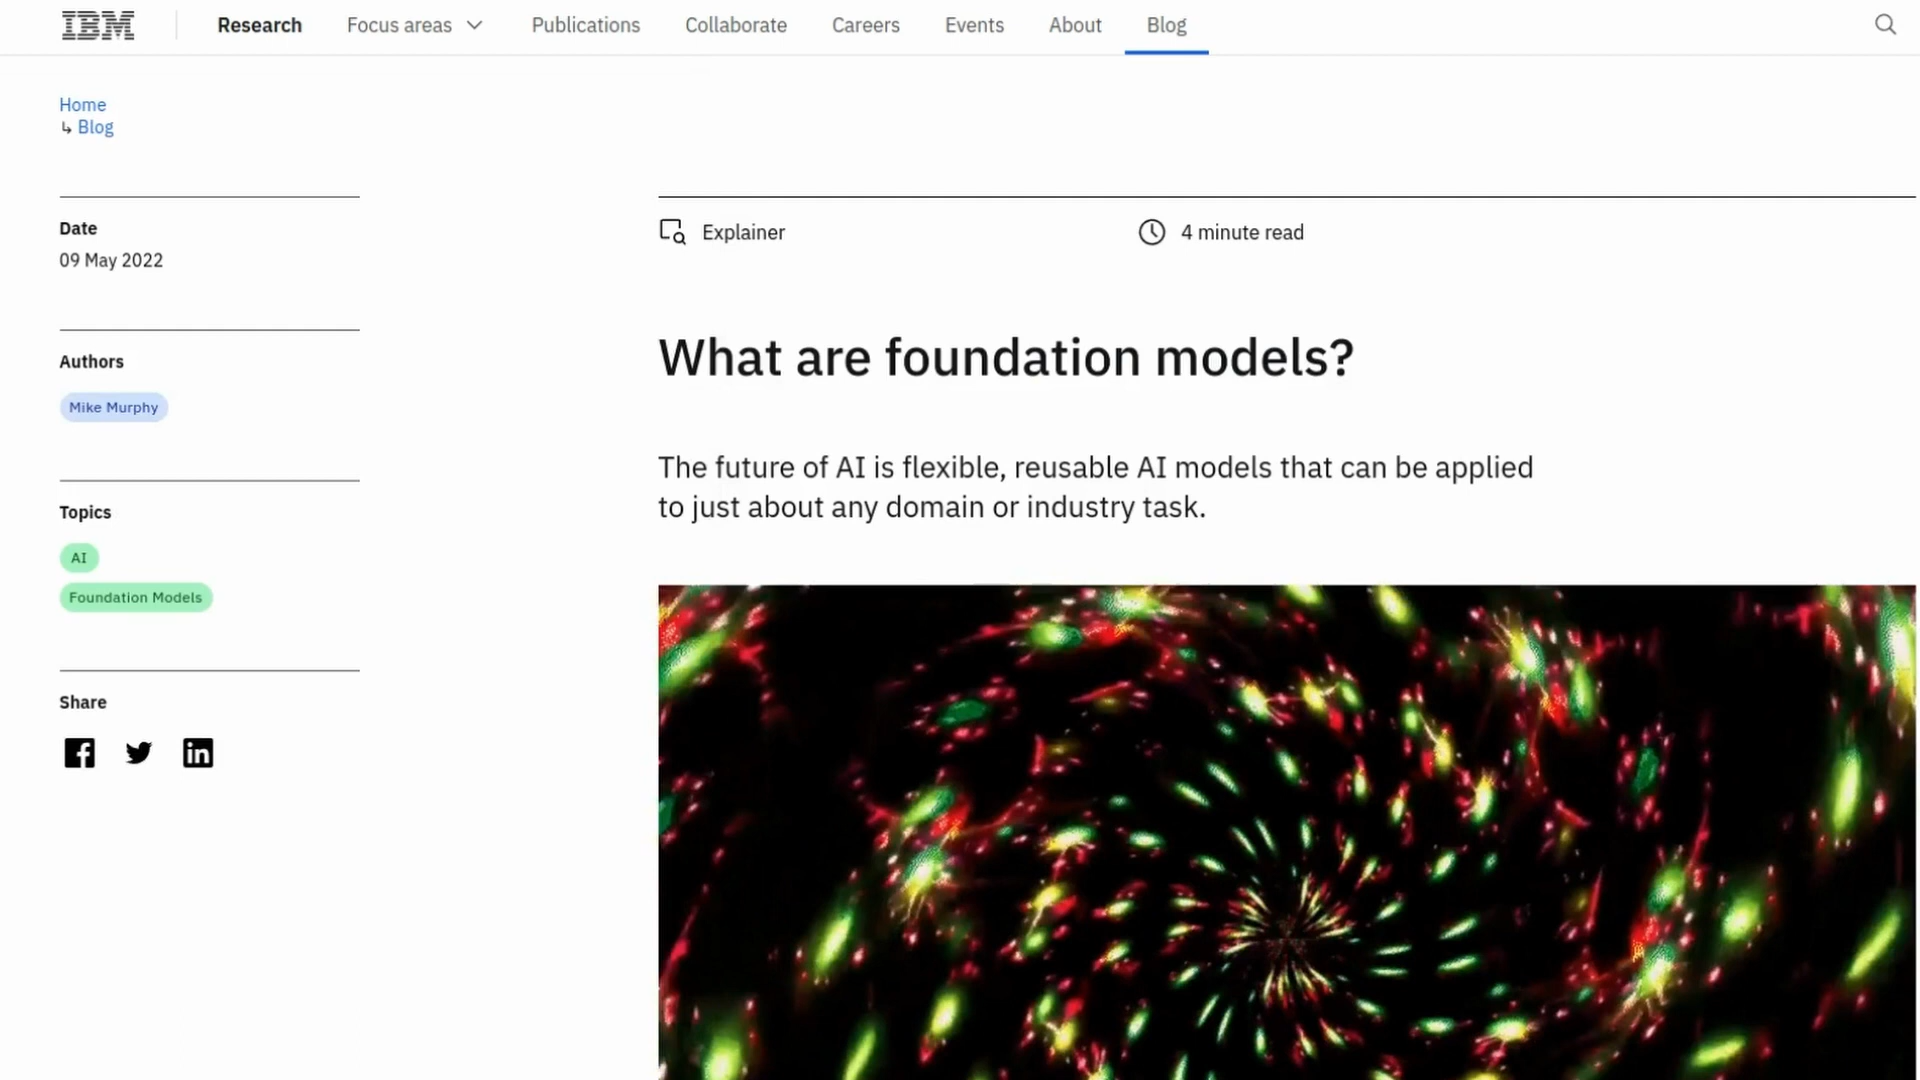 IBM Research Focus areas Publications Collaborate Careers Events About Blog
Home
↳ Blog
Date
09 May 2022
Authors
Mike Murphy
Topics
AI
Foundation Models
Share
Explainer
4 minute read
What are foundation models?
The future of AI is flexible, reusable AI models that can be applied
to just about any domain or industry task.